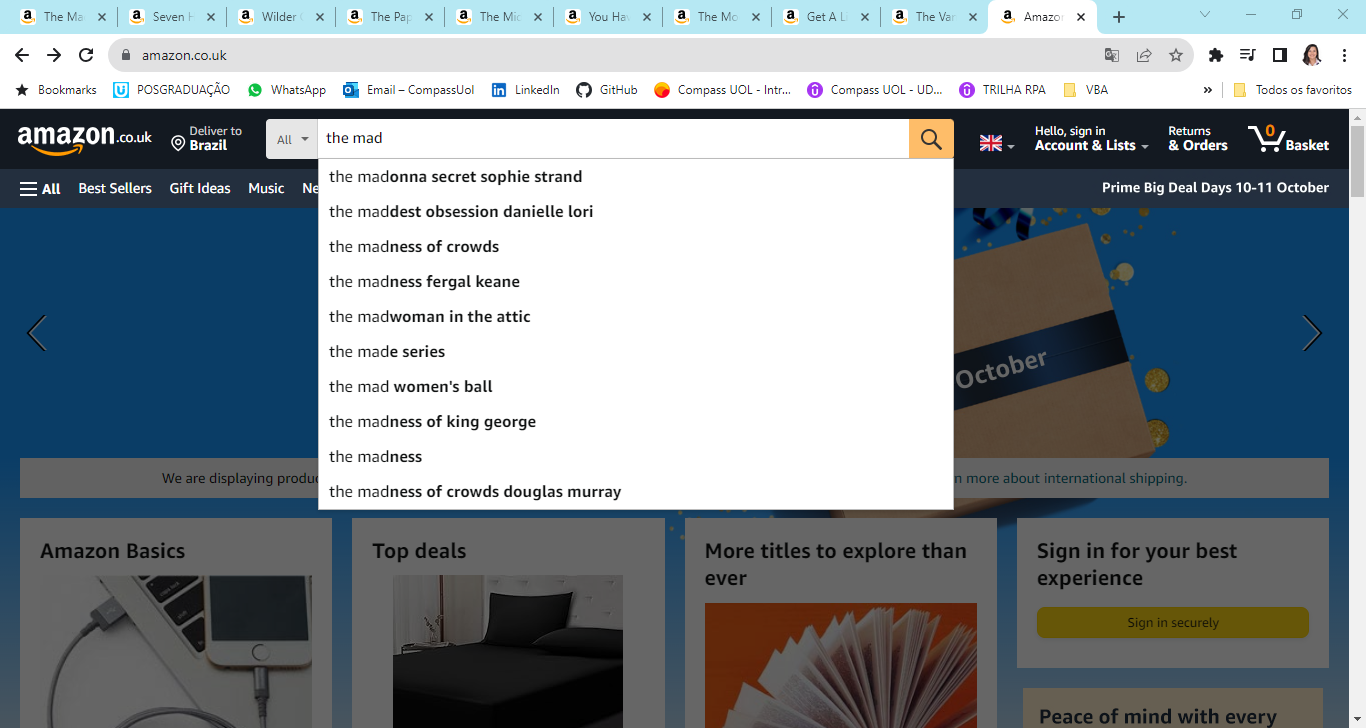 The Ma
Seven H
Wilder
The Pap
The Mi
You Ha
The Mo
Get A L
The Var
Amazo
amazon.co.uk
Bookmarks
POSGRADUAÇÃO
WhatsApp
Email – CompassUol
LinkedIn
GitHub
Compass UOL - Intr...
Compass UOL - UD...
TRILHA RPA
VBA
»
Todos os favoritos
amazon.co.uk
Deliver to
Brazil
All
the mad
Hello, sign in
Account & Lists
Returns
& Orders
0
Basket
All
Best Sellers
Gift Ideas
Music
Ne
Prime Big Deal Days 10-11 October
the madonna secret sophie strand
the maddest obsession danielle lori
the madness of crowds
the madness fergal keane
the madwoman in the attic
the made series
the mad women's ball
the madness of king george
the madness
the madness of crowds douglas murray
October
We are displaying produ
n more about international shipping.
Amazon Basics
Top deals
More titles to explore than
ever
Sign in for your best
experience
Sign in securely
Peace of mind with every